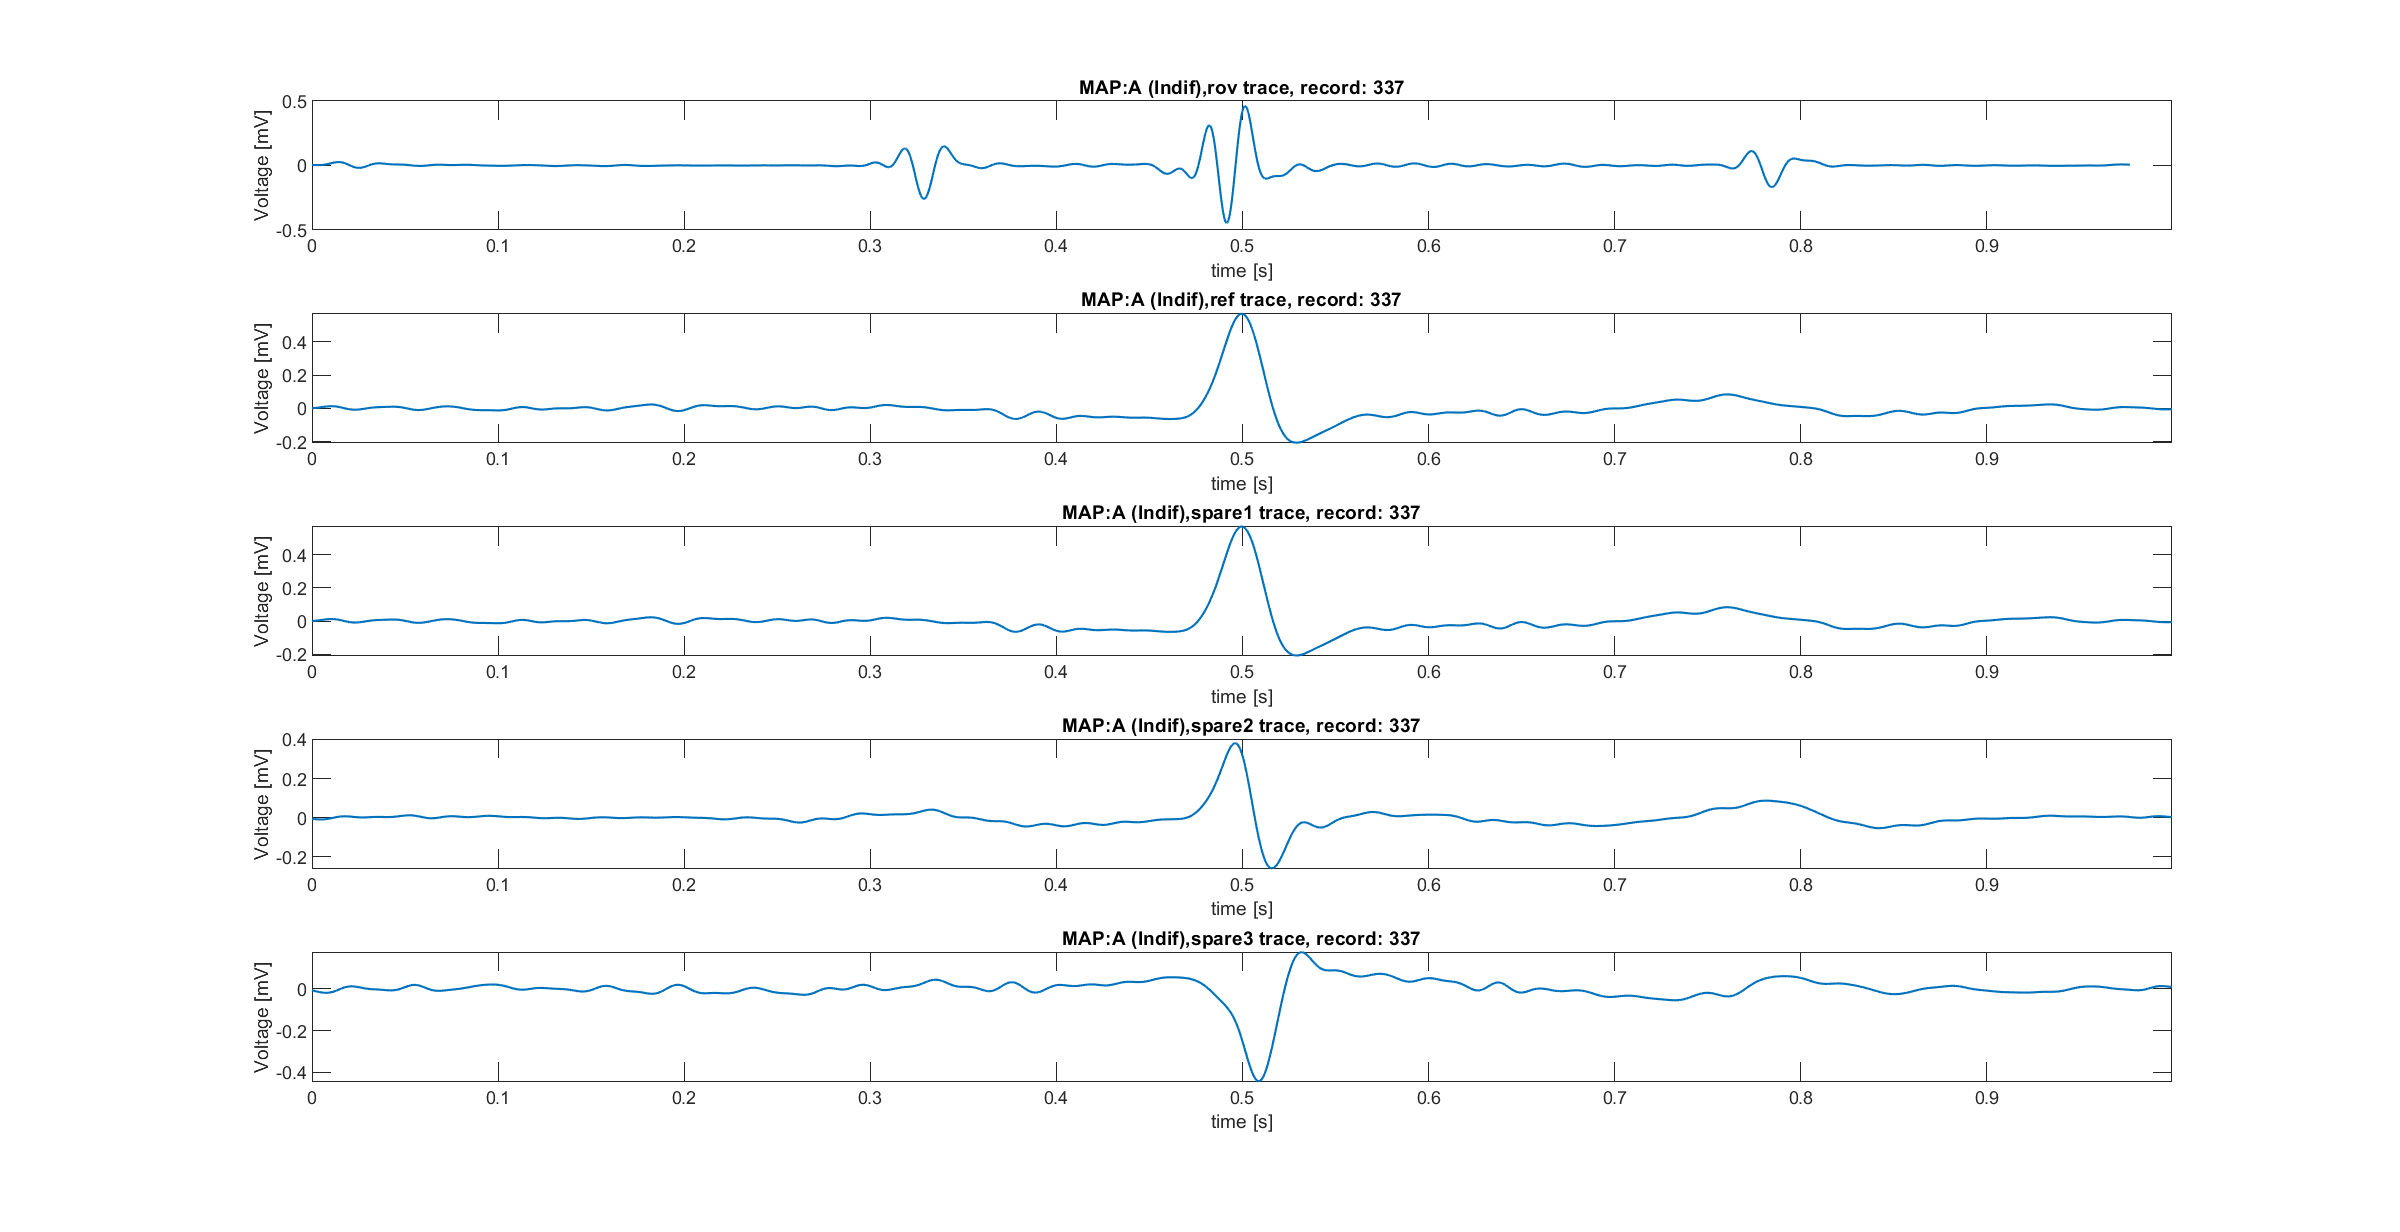 MAP:A (Indif),rov trace, record: 337
Voltage [mV]
0.5
0
-0.5
0 0.1 0.2 0.3 0.4 0.5 0.6 0.7 0.8 0.9
time [s]
MAP:A (Indif),ref trace, record: 337
Voltage [mV]
0.4
0.2
0
-0.2
0 0.1 0.2 0.3 0.4 0.5 0.6 0.7 0.8 0.9
time [s]
MAP:A (Indif),spare1 trace, record: 337
Voltage [mV]
0.4
0.2
0
-0.2
0 0.1 0.2 0.3 0.4 0.5 0.6 0.7 0.8 0.9
time [s]
MAP:A (Indif),spare2 trace, record: 337
Voltage [mV]
0.4
0.2
0
-0.2
0 0.1 0.2 0.3 0.4 0.5 0.6 0.7 0.8 0.9
time [s]
MAP:A (Indif),spare3 trace, record: 337
Voltage [mV]
0
-0.2
-0.4
0 0.1 0.2 0.3 0.4 0.5 0.6 0.7 0.8 0.9
time [s]